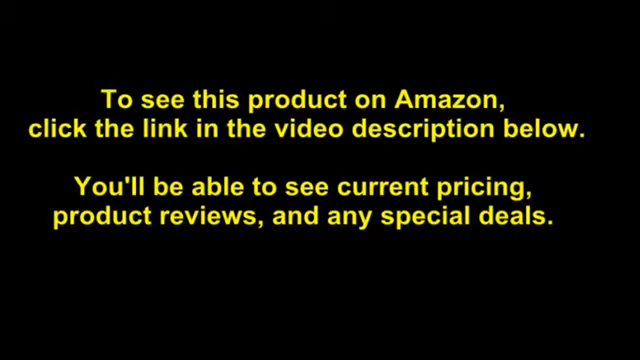 To see this product on Amazon,
click the link in the video description below.
You'll be able to see current pricing,
product reviews, and any special deals.